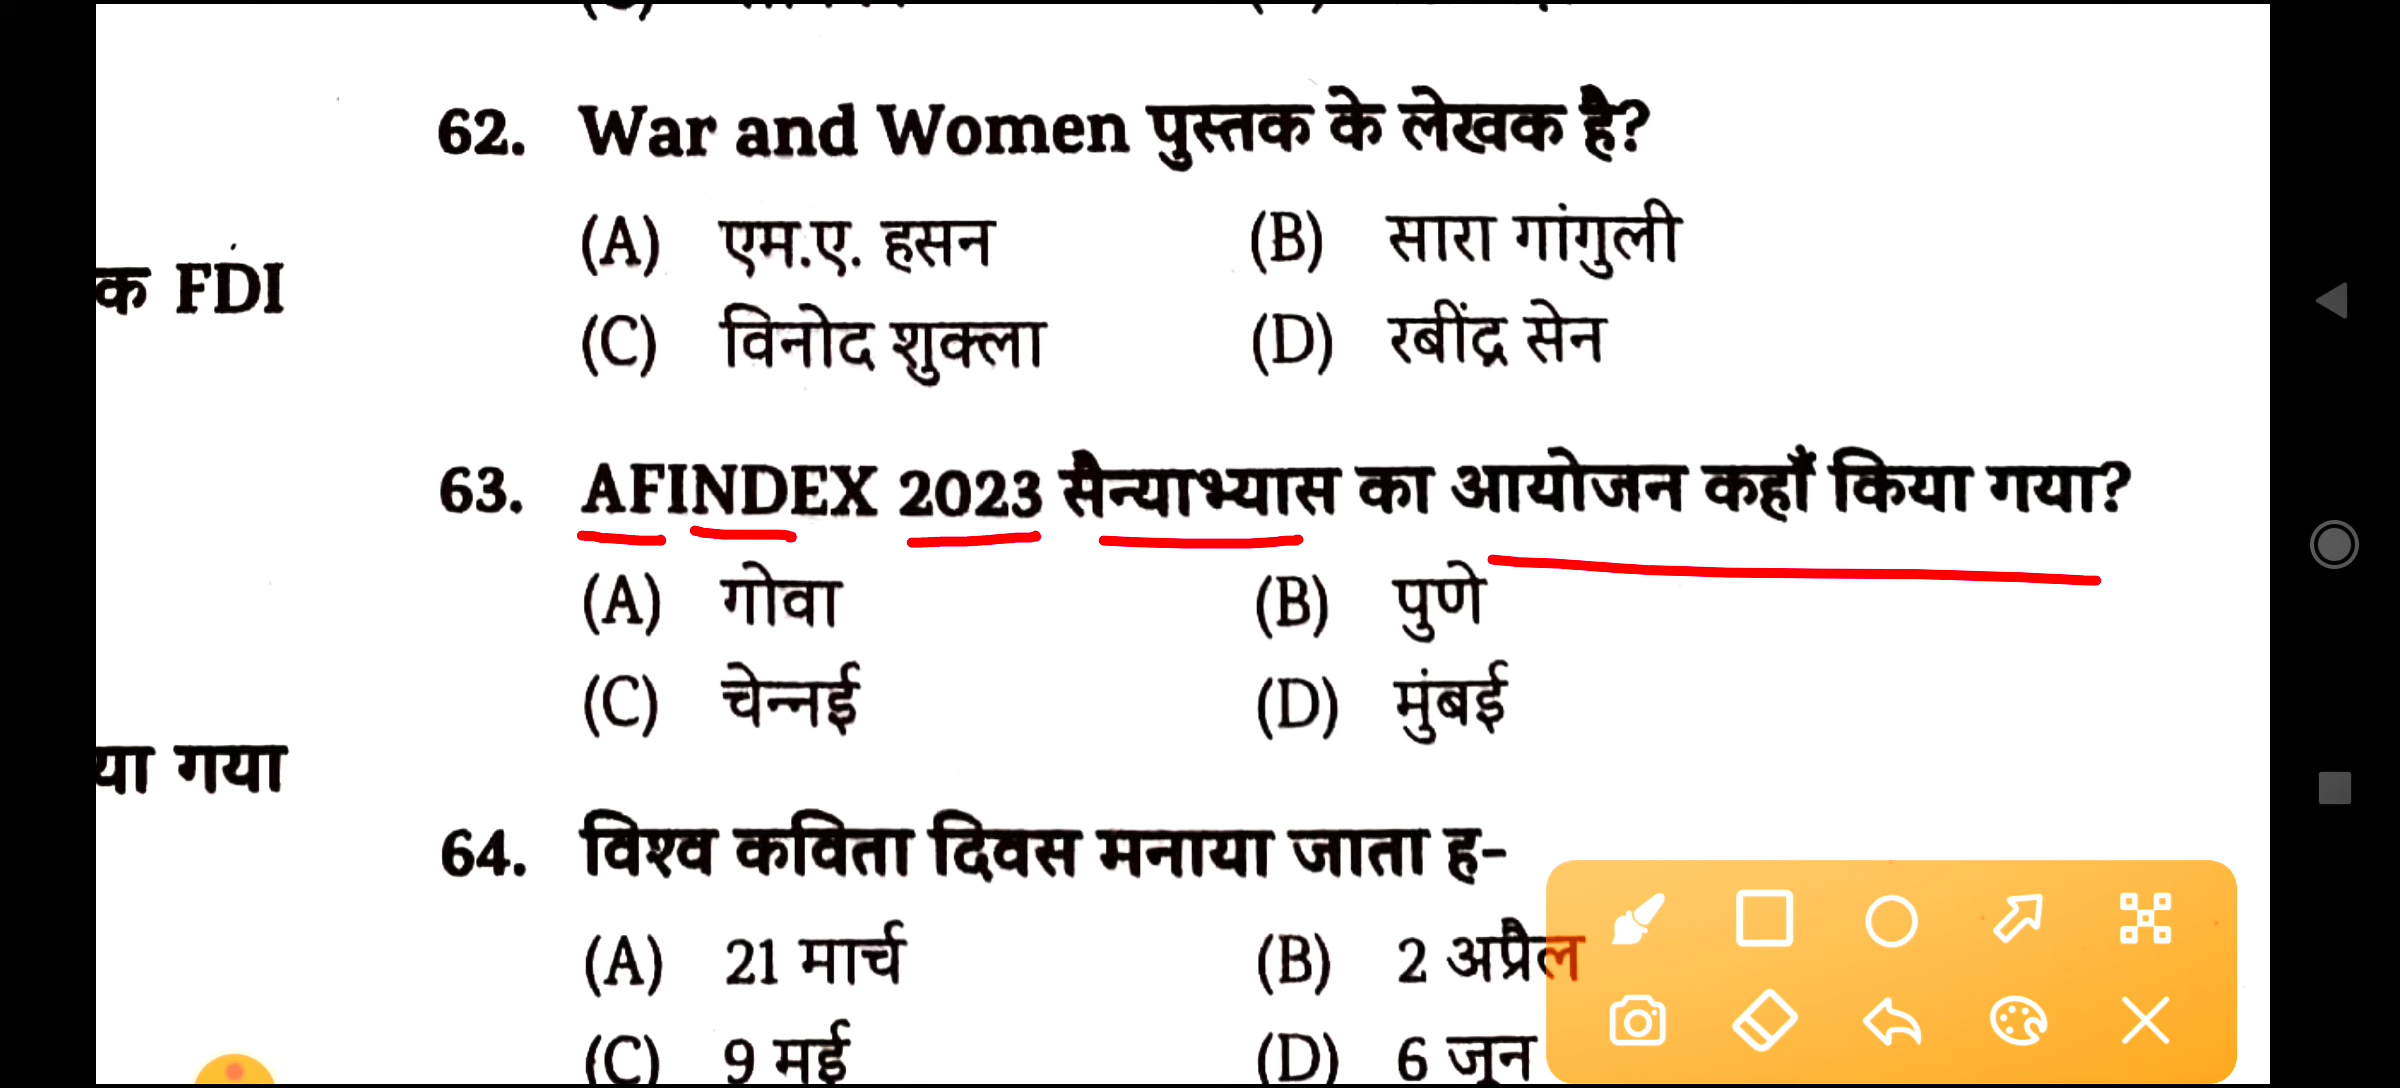 62. War and Women पुस्तक के लेखक है?
(A) एम.ए. हसन (B) सारा गांगुली
(C) विनोद शुक्ला (D) रबींद्र सेन
क FDI
63. AFINDEX 2023 सैन्याभ्यास का आयोजन कहाँ किया गया?
(A) गोवा (B) पुणे
(C) चेन्नई (D) मुंबई
या गया
64. विश्व कविता दिवस मनाया जाता ह-
(A) 21 मार्च (B) 2 अप्रैल
(C) 9 मई (D) 6 जून